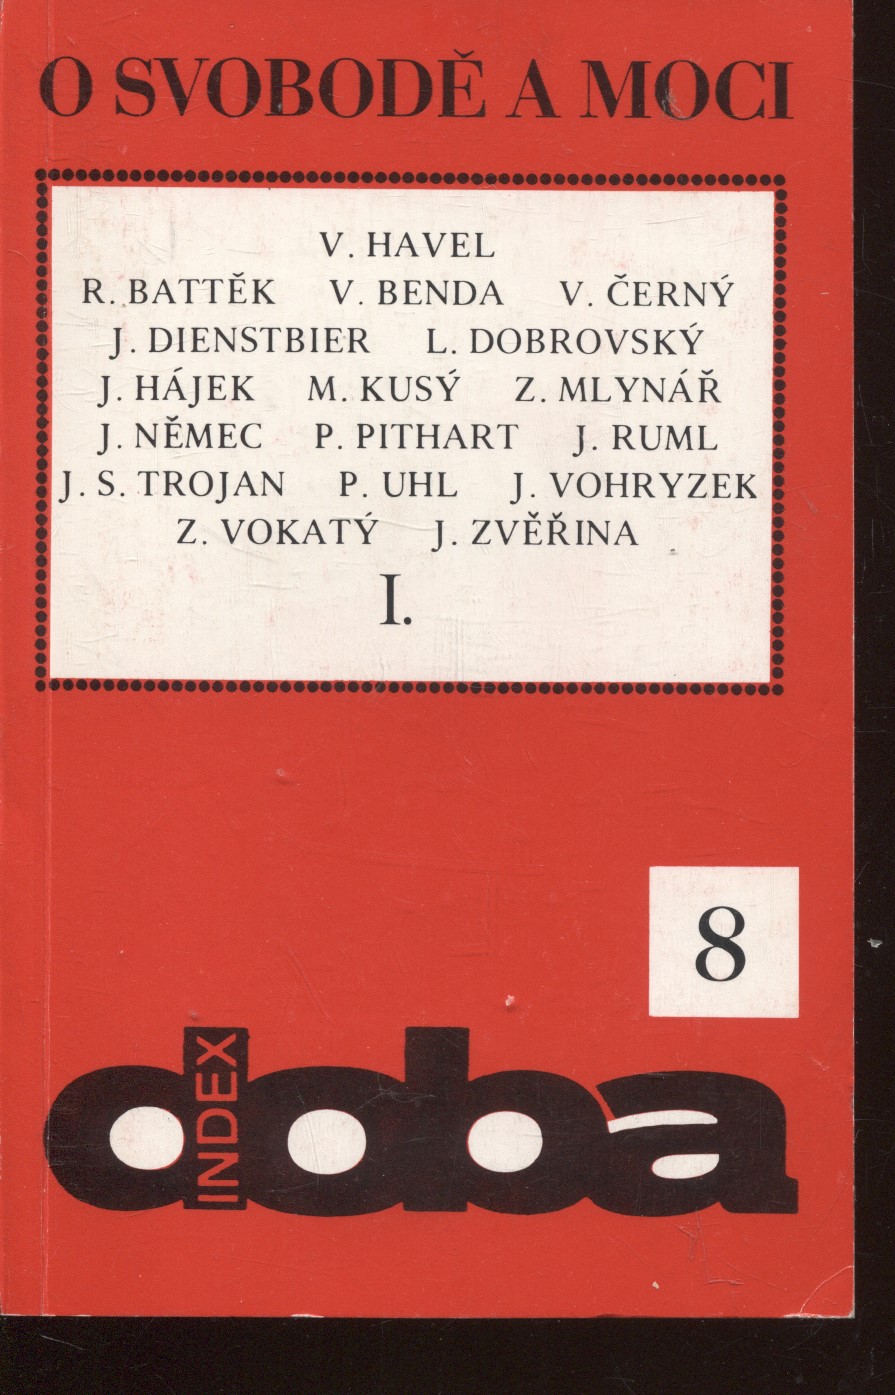 O SVOBODĚ A MOCI
V. HAVEL
R. BATTĚK V. BENDA V. ČERNÝ
J. DIENSTBIER L. DOBROVSKÝ
J. HÁJEK M. KUSÝ Z. MLYNÁŘ
J. NĚMEC P. PITHART J. RUML
J. S. TROJAN P. UHL J. VOHRYZEK
Z. VOKATÝ J. ZVĚŘINA
I.
8
INDEX
doba